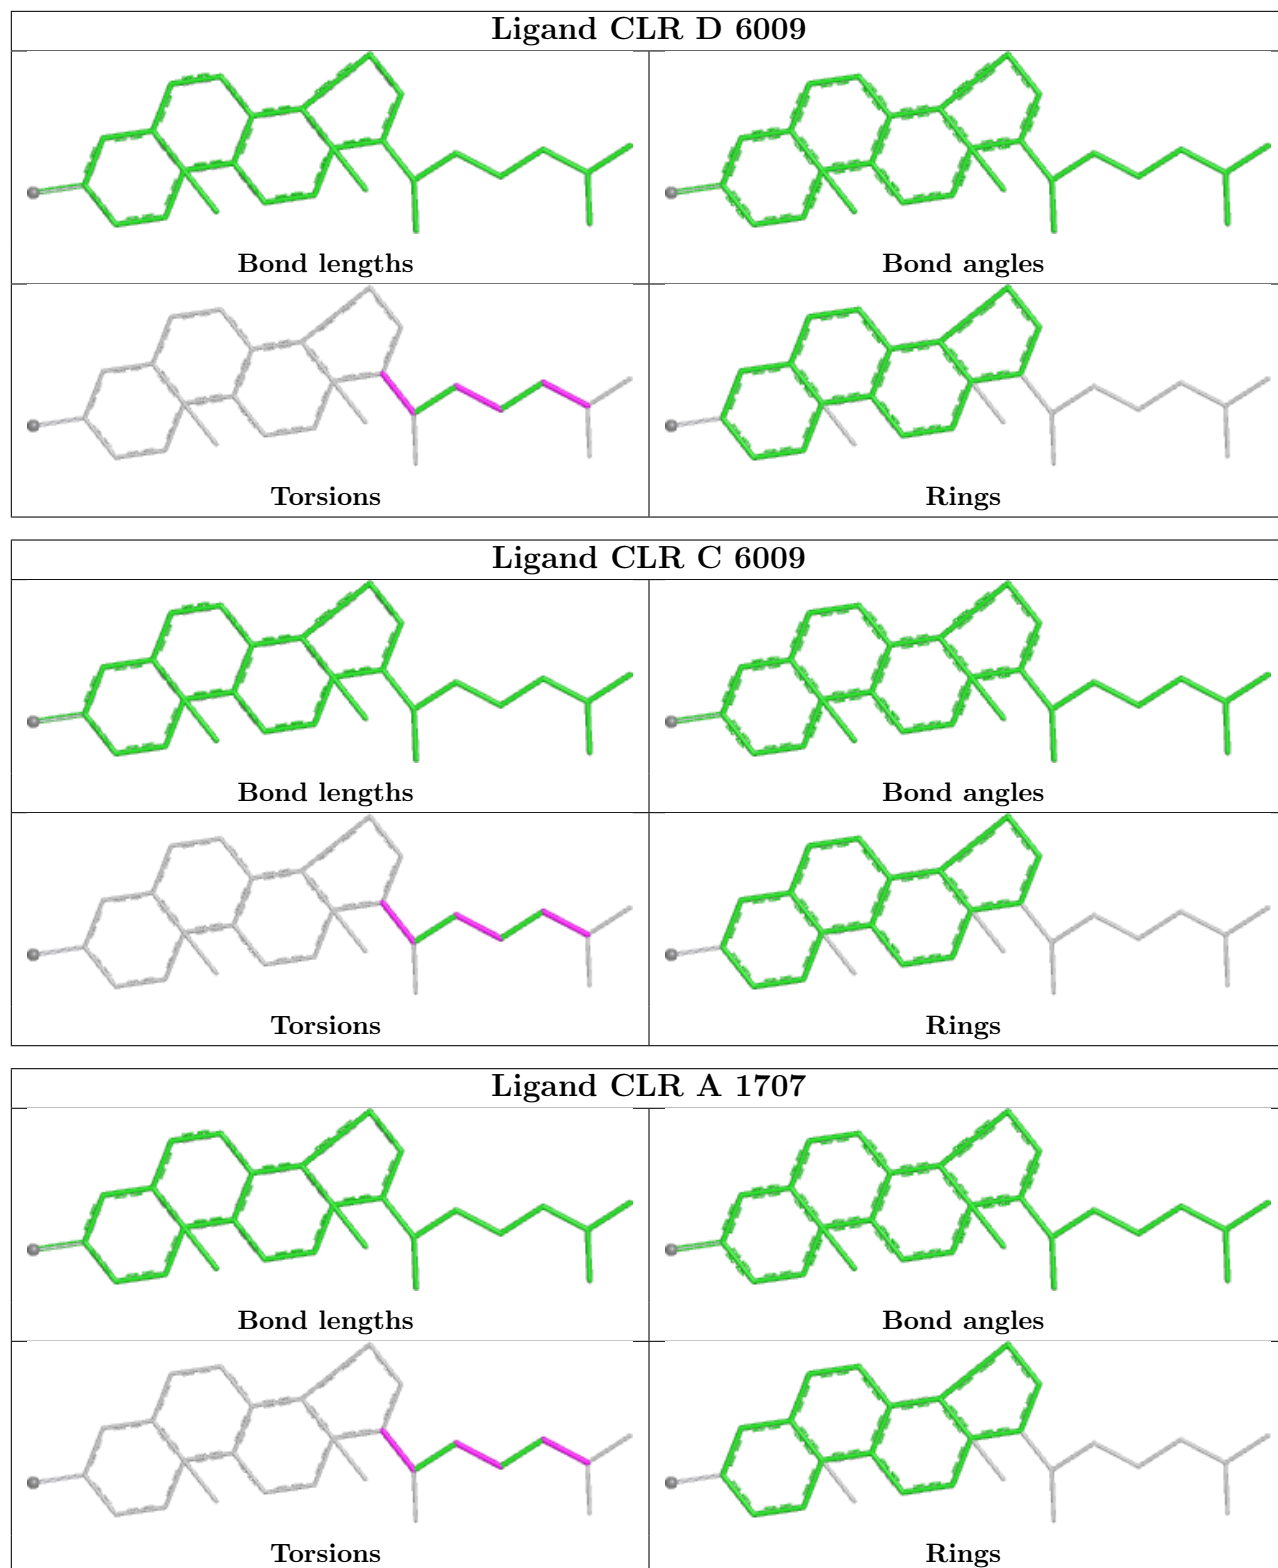 Ligand CLR D 6009
Bond lengths
Bond angles
Torsions
Rings
Ligand CLR C 6009
Bond lengths
Bond angles
Torsions
Rings
Ligand CLR A 1707
Bond lengths
Bond angles
Torsions
Rings